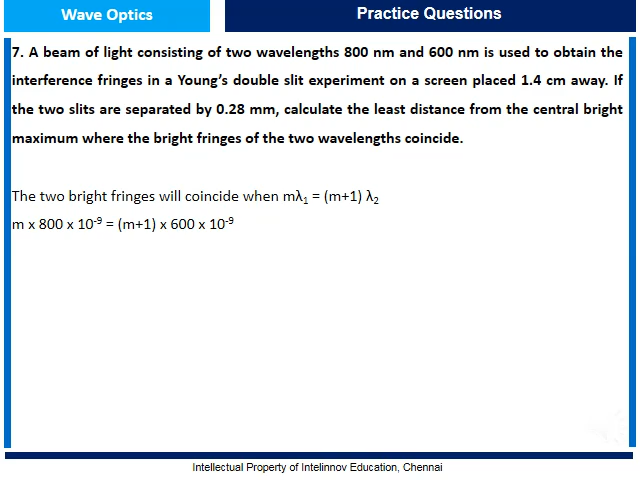 Wave Optics
Practice Questions
7. A beam of light consisting of two wavelengths 800 nm and 600 nm is used to obtain the
interference fringes in a Young's double slit experiment on a screen placed 1.4 cm away. If
the two slits are separated by 0.28 mm, calculate the least distance from the central bright
maximum where the bright fringes of the two wavelengths coincide.
The two bright fringes will coincide when mλ₁ = (m+1) λ₂
m x 800 x 10⁻⁹ = (m+1) x 600 x 10⁻⁹
Intellectual Property of Intelinnov Education, Chennai